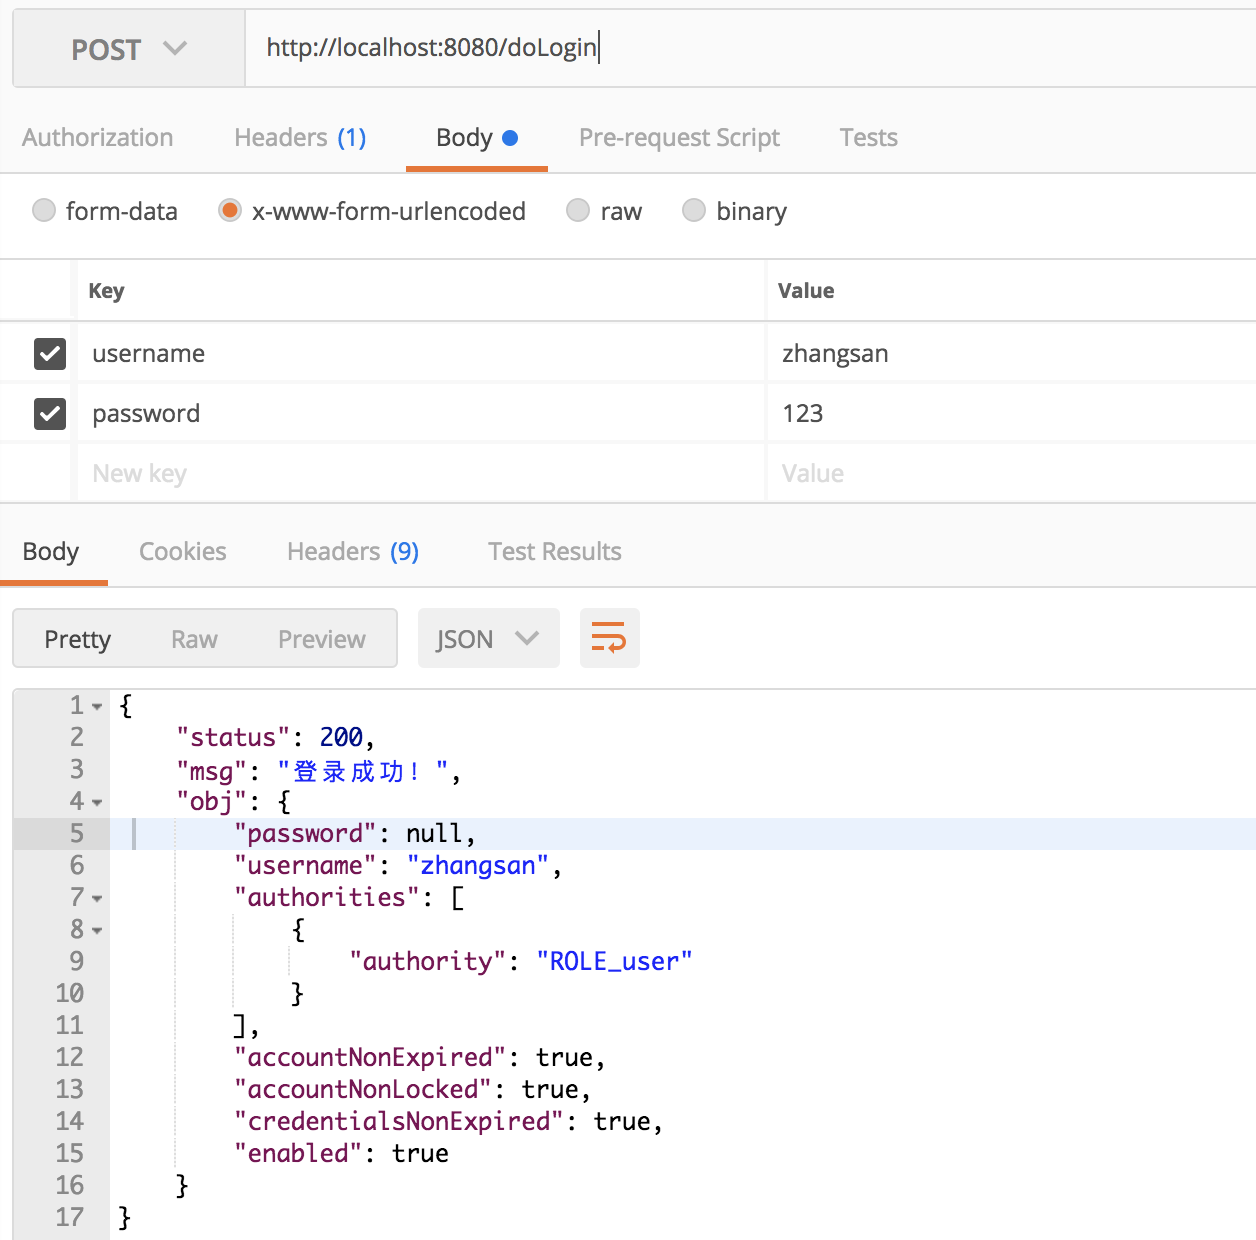 POST http://localhost:8080/doLogin
Authorization Headers (1) Body Pre-request Script Tests
form-data x-www-form-urlencoded raw binary
Key Value
username zhangsan
password 123
New key Value
Body Cookies Headers (9) Test Results
Pretty Raw Preview JSON
1 {
2 "status": 200,
3 "msg": "登录成功！",
4 "obj": {
5 "password": null,
6 "username": "zhangsan",
7 "authorities": [
8 {
9 "authority": "ROLE_user"
10 }
11 ],
12 "accountNonExpired": true,
13 "accountNonLocked": true,
14 "credentialsNonExpired": true,
15 "enabled": true
16 }
17 }